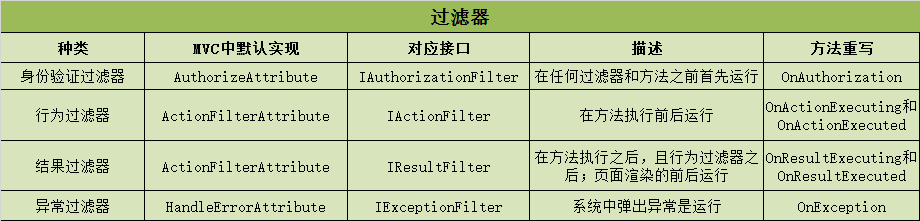 过滤器
种类 MVC中默认实现 对应接口 描述 方法重写
身份验证过滤器 AuthorizeAttribute IAuthorizationFilter 在任何过滤器和方法之前首先运行 OnAuthorization
行为过滤器 ActionFilterAttribute IActionFilter 在方法执行前后运行 OnActionExecuting和
OnActionExecuted
结果过滤器 ActionFilterAttribute IResultFilter 在方法执行之后，且行为过滤器之 OnResultExecuting和
后；页面渲染的前后运行 OnResultExecuted
异常过滤器 HandleErrorAttribute IExceptionFilter 系统中弹出异常是运行 OnException